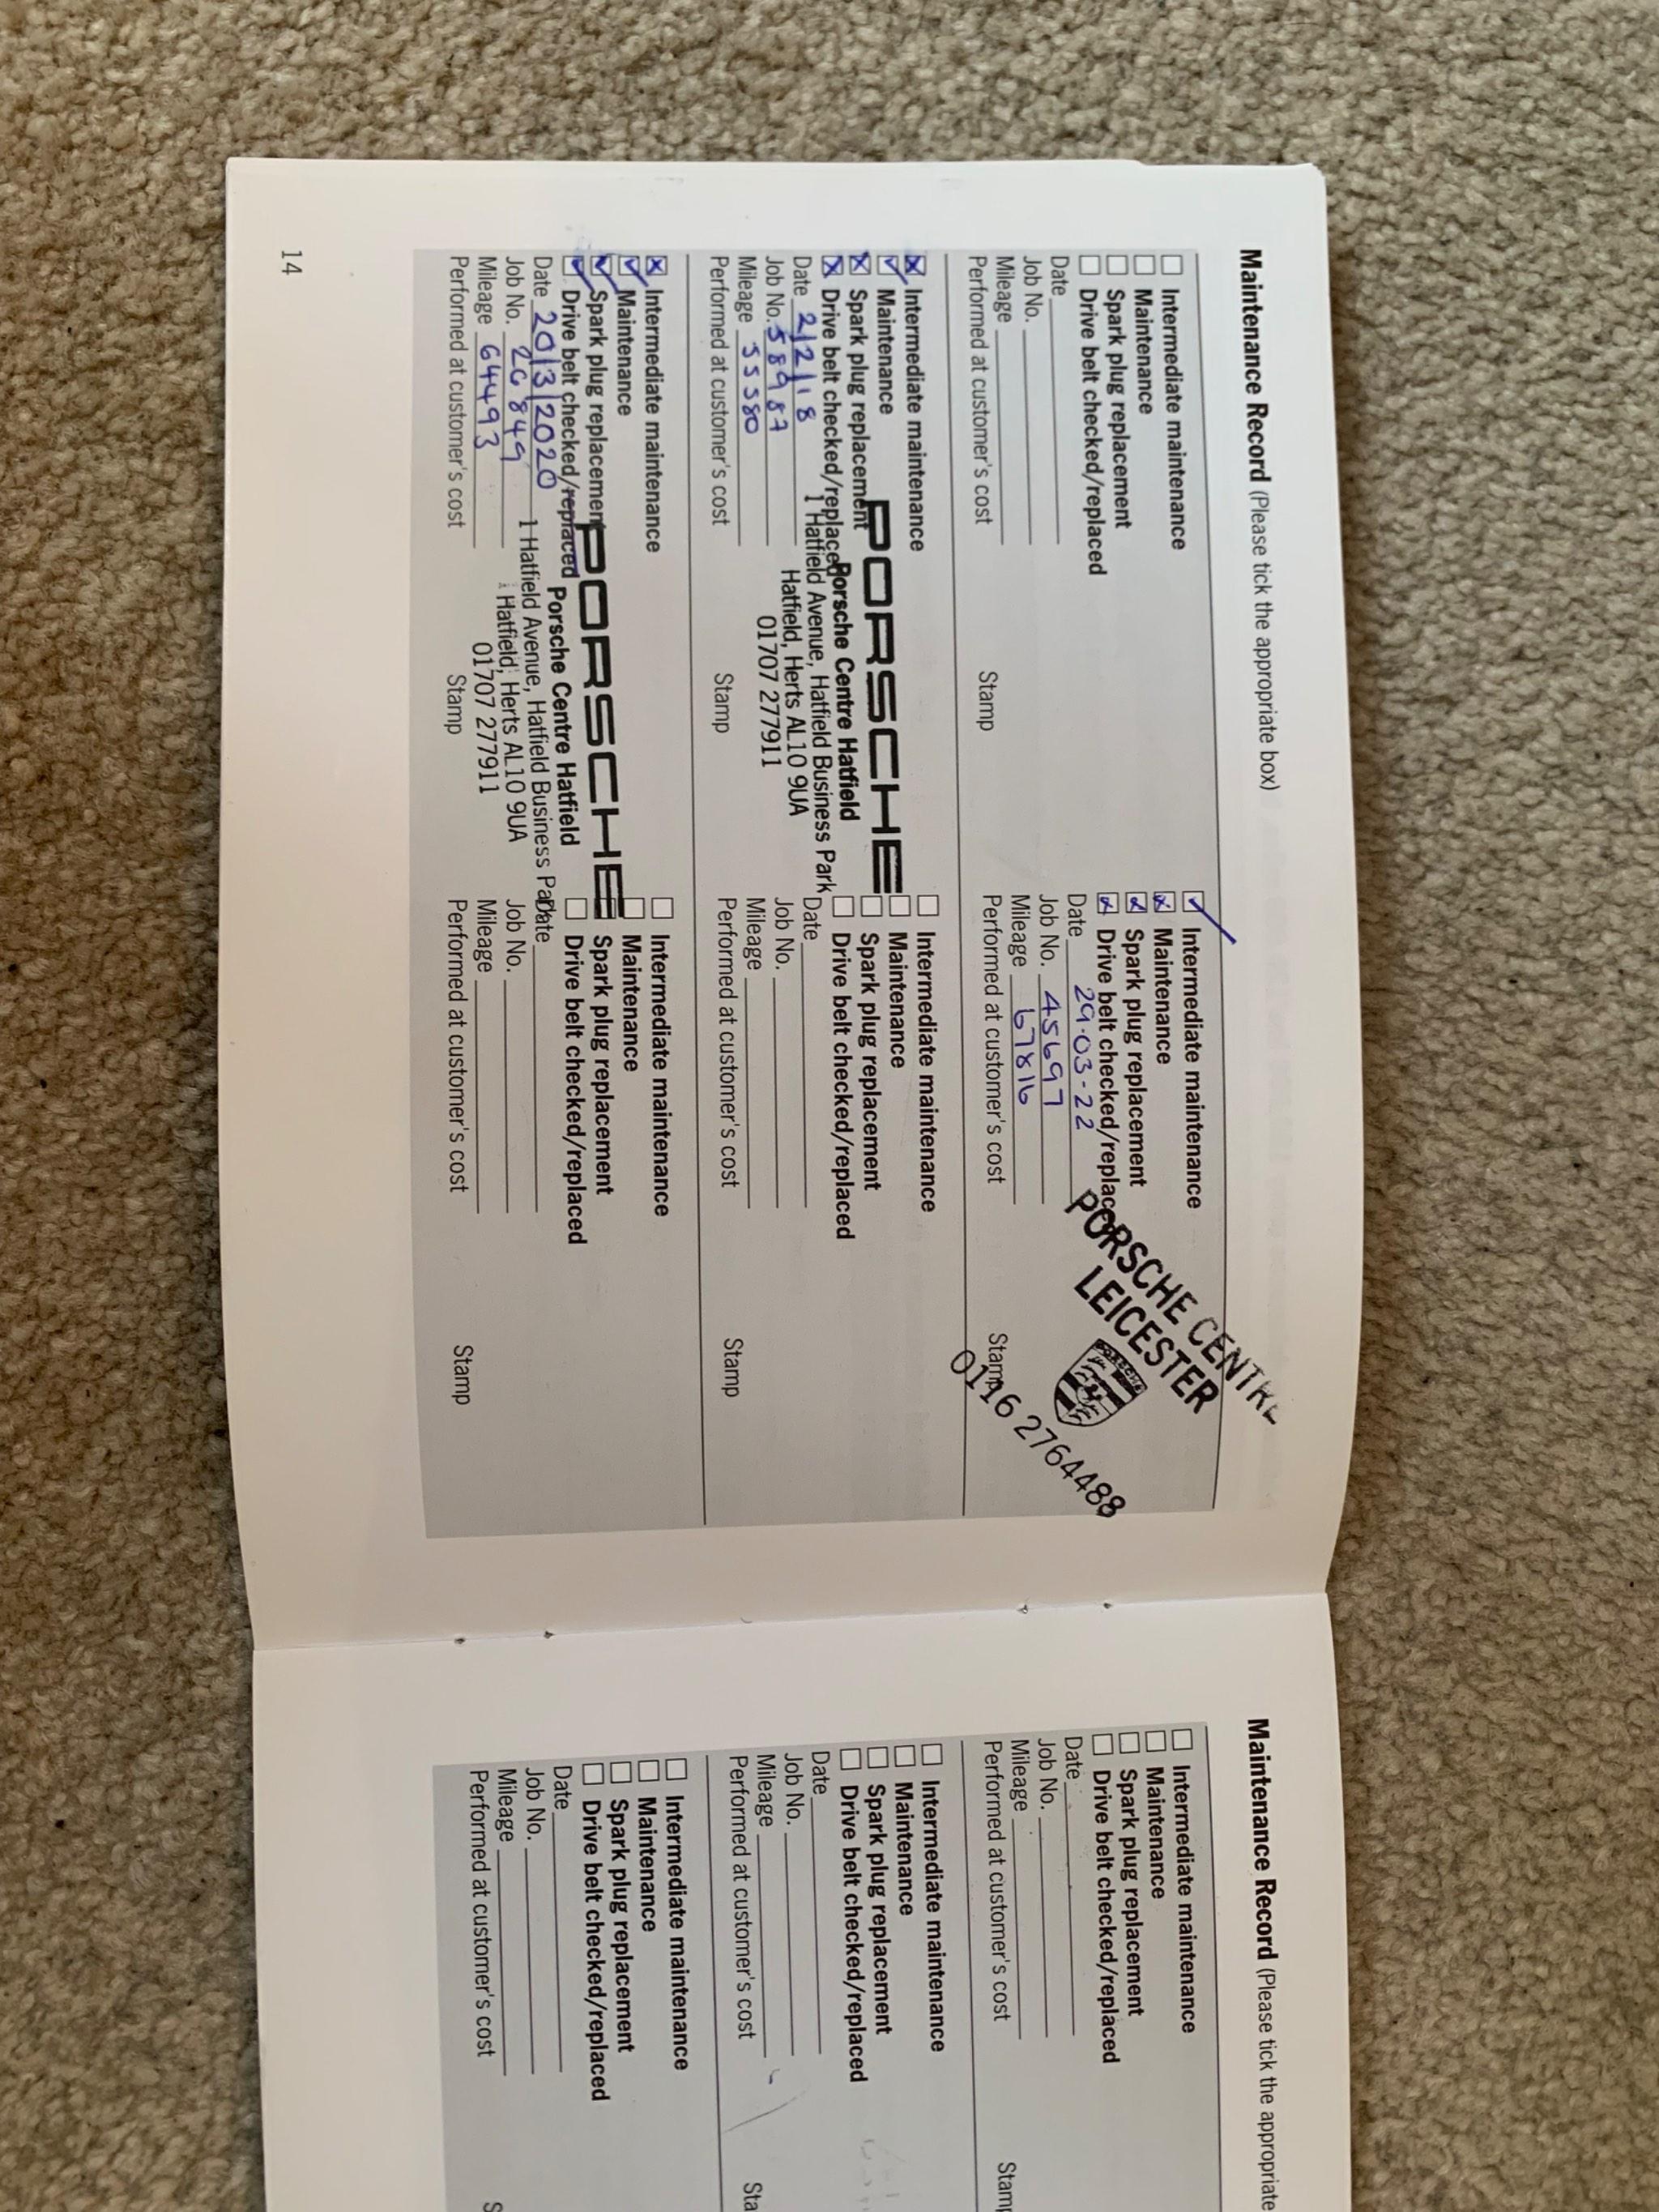 Maintenance Record (Please tick the appropriate box)
Intermediate maintenance
Maintenance
Spark plug replacement
Drive belt checked/replaced
Date
Job No.
Mileage
Performed at customer's cost
Stamp
Intermediate maintenance
Maintenance
Spark plug replacement
Drive belt checked/replaced
Date 2/2/18
Job No. 58987
Mileage 55380
Performed at customer's cost
Stamp
PORSCHE
Porsche Centre Hatfield
1 Hatfield Avenue, Hatfield Business Park
Hatfield, Herts AL10 9UA
01707 277911
Intermediate maintenance
Maintenance
Spark plug replacement
Drive belt checked/replaced
Date 20/3/2020
Job No. 26849
Mileage 64493
Performed at customer's cost
Stamp
PORSCHE
Porsche Centre Hatfield
1 Hatfield Avenue, Hatfield Business Park
Hatfield, Herts AL10 9UA
01707 277911
Intermediate maintenance
Maintenance
Spark plug replacement
Drive belt checked/replaced
Date 29.03-22
Job No. 45697
Mileage 67816
Performed at customer's cost
Stamp
PORSCHE CENTRE
LEICESTER
PORSCHE
0116 2764488
Intermediate maintenance
Maintenance
Spark plug replacement
Drive belt checked/replaced
Date
Job No.
Mileage
Performed at customer's cost
Stamp
Intermediate maintenance
Maintenance
Spark plug replacement
Drive belt checked/replaced
Date
Job No.
Mileage
Performed at customer's cost
Stamp
14
Maintenance Record (Please tick the appropriate
Intermediate maintenance
Maintenance
Spark plug replacement
Drive belt checked/replaced
Date
Job No.
Mileage
Performed at customer's cost
Stamp
Intermediate maintenance
Maintenance
Spark plug replacement
Drive belt checked/replaced
Date
Job No.
Mileage
Performed at customer's cost
Sta
Intermediate maintenance
Maintenance
Spark plug replacement
Drive belt checked/replaced
Date
Job No.
Mileage
Performed at customer's cost
S